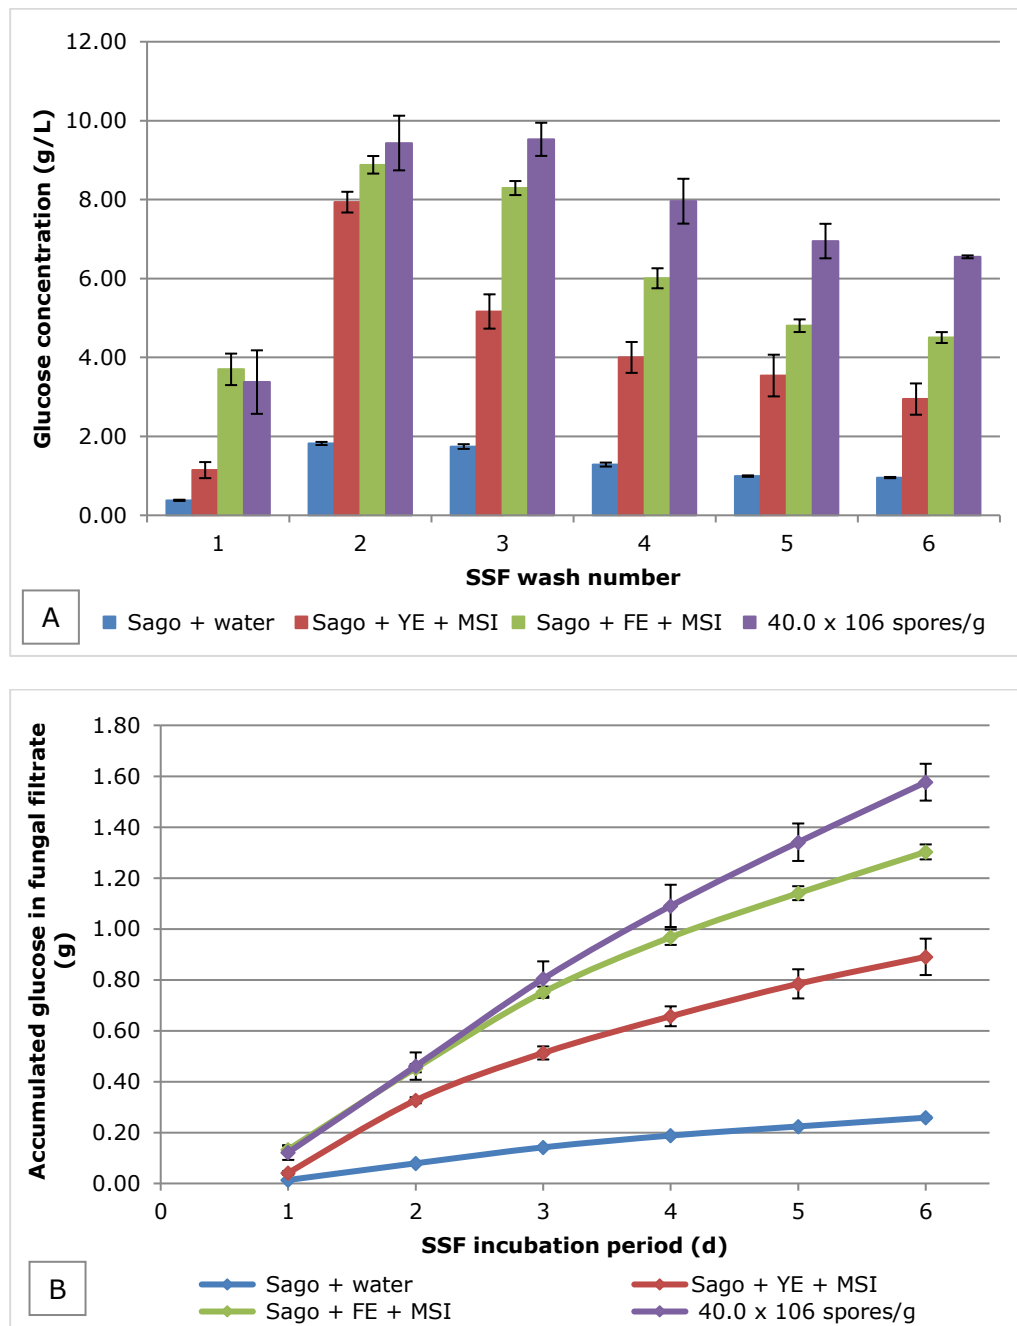 12.00
10.00
8.00
6.00
4.00
2.00
0.00
Glucose concentration (g/L)
1 2 3 4 5 6
SSF wash number
A
Sago + water Sago + YE + MSI Sago + FE + MSI 40.0 x 106 spores/g
1.80
1.60
1.40
1.20
1.00
0.80
0.60
0.40
0.20
0.00
Accumulated glucose in fungal filtrate
(g)
0 1 2 3 4 5 6
SSF incubation period (d)
B
Sago + water Sago + YE + MSI
Sago + FE + MSI 40.0 x 106 spores/g